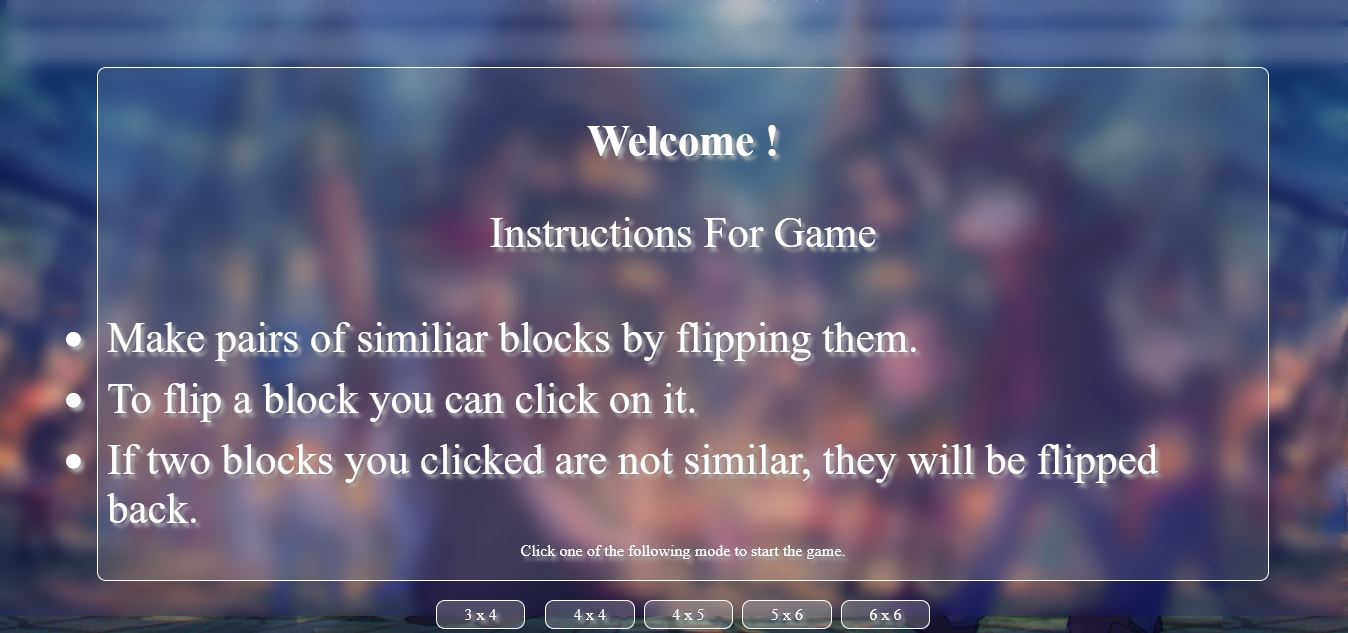 Welcome !
Instructions For Game
Make pairs of similiar blocks by flipping them.
To flip a block you can click on it.
If two blocks you clicked are not similar, they will be flipped
back.
Click one of the following mode to start the game.
3 x 4
4 x 4
4 x 5
5 x 6
6 x 6